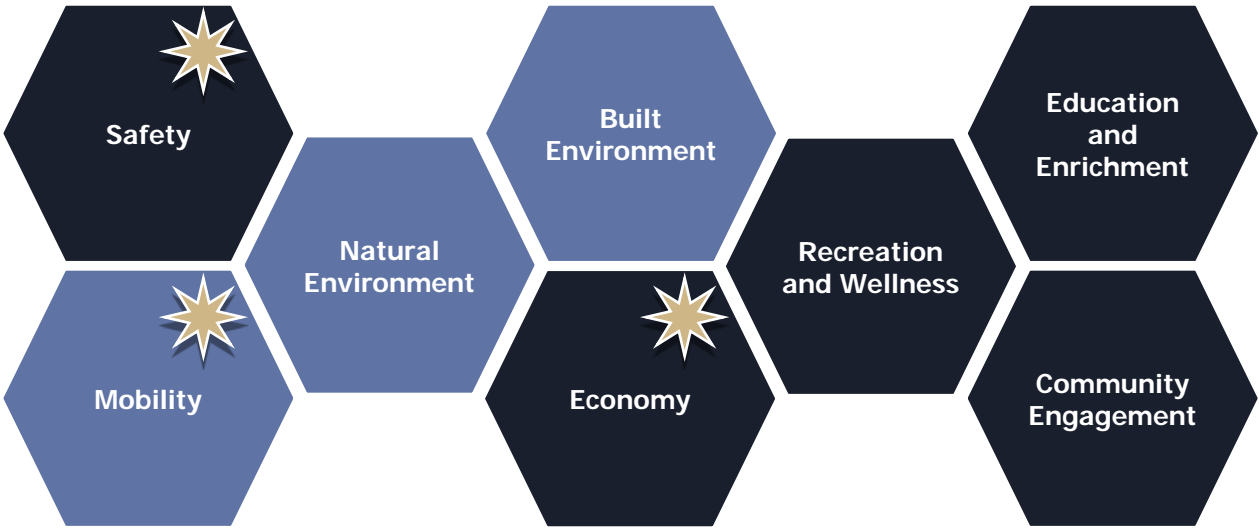 Safety
Mobility
Natural
Environment
Built
Environment
Economy
Recreation
and Wellness
Education
and
Enrichment
Community
Engagement